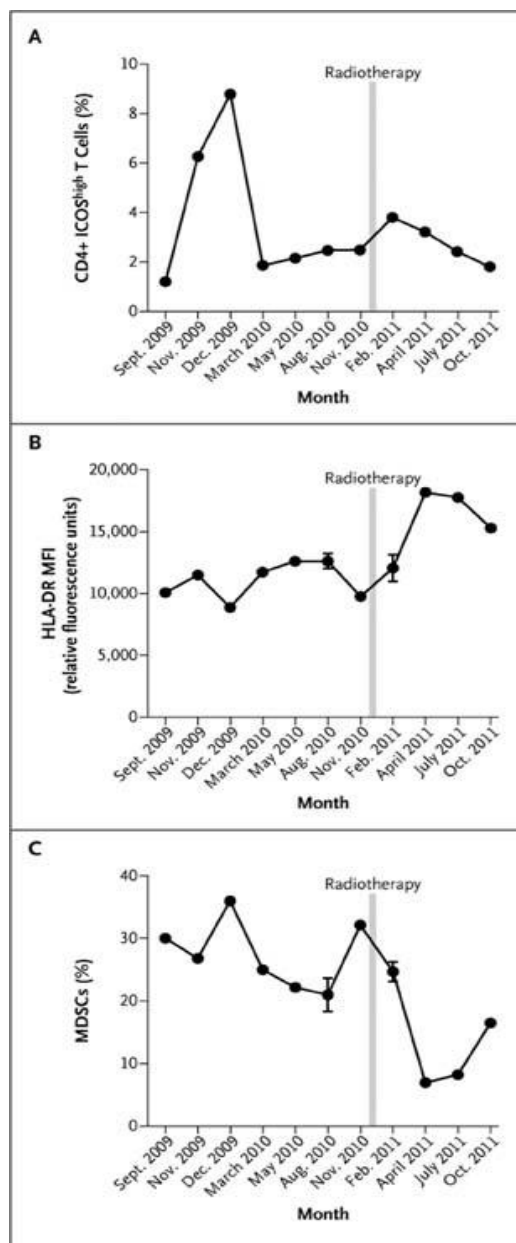 A
Radiotherapy
CD4+ ICOShigh T Cells (%)
10
8
6
4
2
0
Sept. 2009
Nov. 2009
Dec. 2009
March 2010
May 2010
Aug. 2010
Nov. 2010
Feb. 2011
April 2011
July 2011
Oct. 2011
Month
B
Radiotherapy
HLA-DR MFI
(relative fluorescence units)
20,000
15,000
10,000
5,000
0
Sept. 2009
Nov. 2009
Dec. 2009
March 2010
May 2010
Aug. 2010
Nov. 2010
Feb. 2011
April 2011
July 2011
Oct. 2011
Month
C
Radiotherapy
MDSCs (%)
40
30
20
10
0
Sept. 2009
Nov. 2009
Dec. 2009
March 2010
May 2010
Aug. 2010
Nov. 2010
Feb. 2011
April 2011
July 2011
Oct. 2011
Month